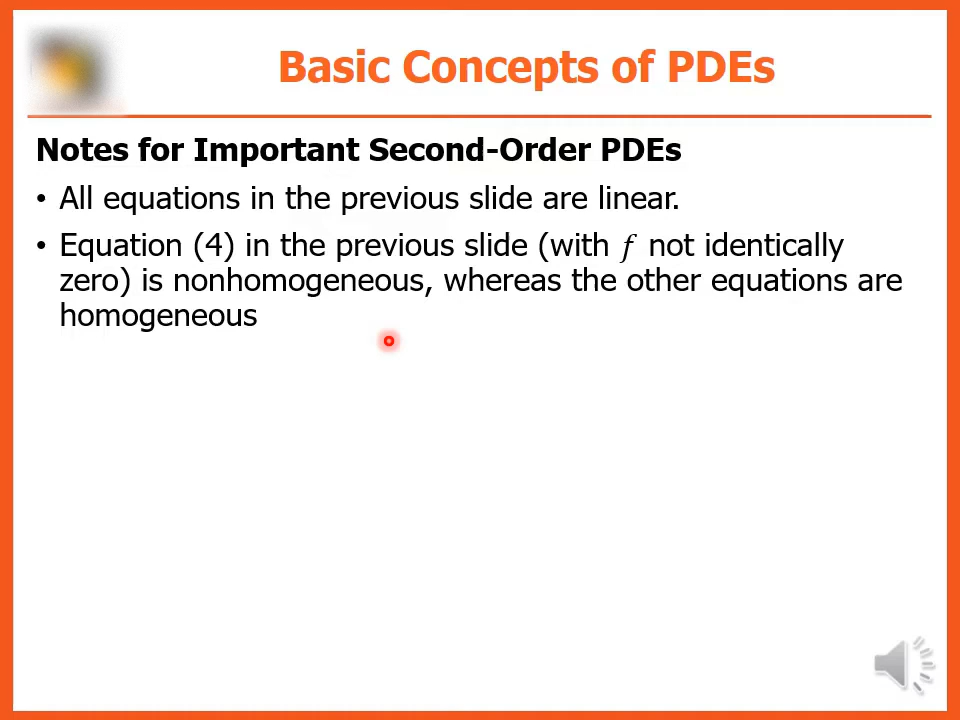 Basic Concepts of PDEs
Notes for Important Second-Order PDEs
• All equations in the previous slide are linear.
• Equation (4) in the previous slide (with f not identically
zero) is nonhomogeneous, whereas the other equations are
homogeneous